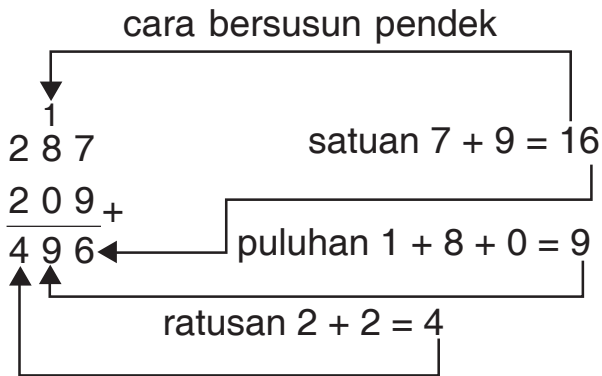 cara bersusun pendek
1
2 8 7
satuan 7 + 9 = 16
2 0 9 +
4 9 6
puluhan 1 + 8 + 0 = 9
ratusan 2 + 2 = 4